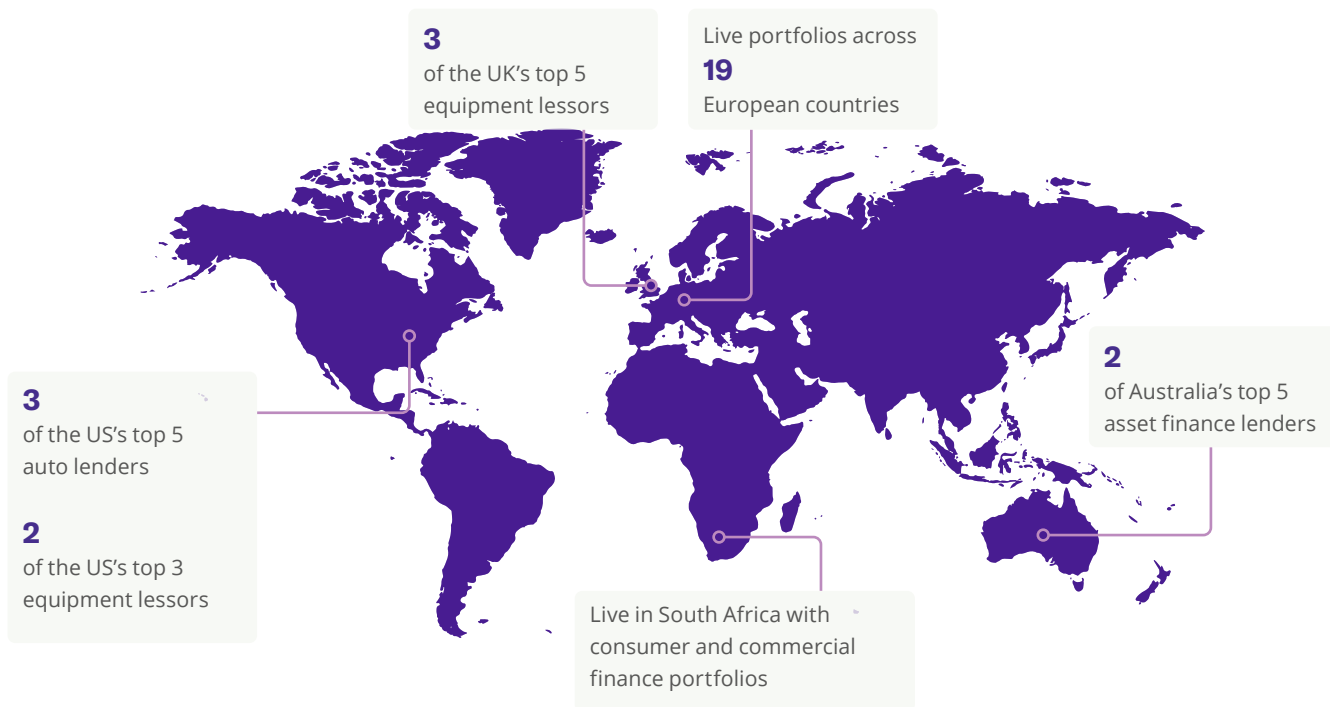 3
of the UK’s top 5
equipment lessors
Live portfolios across
19
European countries
3
of the US’s top 5
auto lenders
2
of the US’s top 3
equipment lessors
2
of Australia’s top 5
asset finance lenders
Live in South Africa with
consumer and commercial
finance portfolios